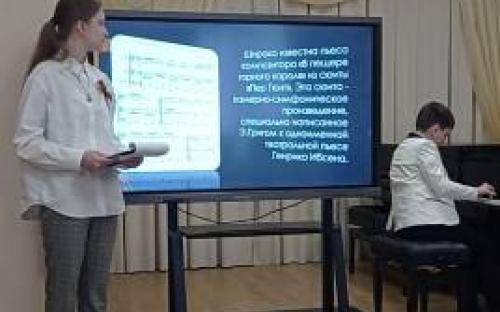 Широко известна пьеса
композитора «В пещере
горного короля» из сюиты
«Пер Гюнт». Эта сюита –
камерно-симфоническое
произведение,
специально написанное
Э.Григом к одноименной
театральной пьесе
Генрика Ибсена.